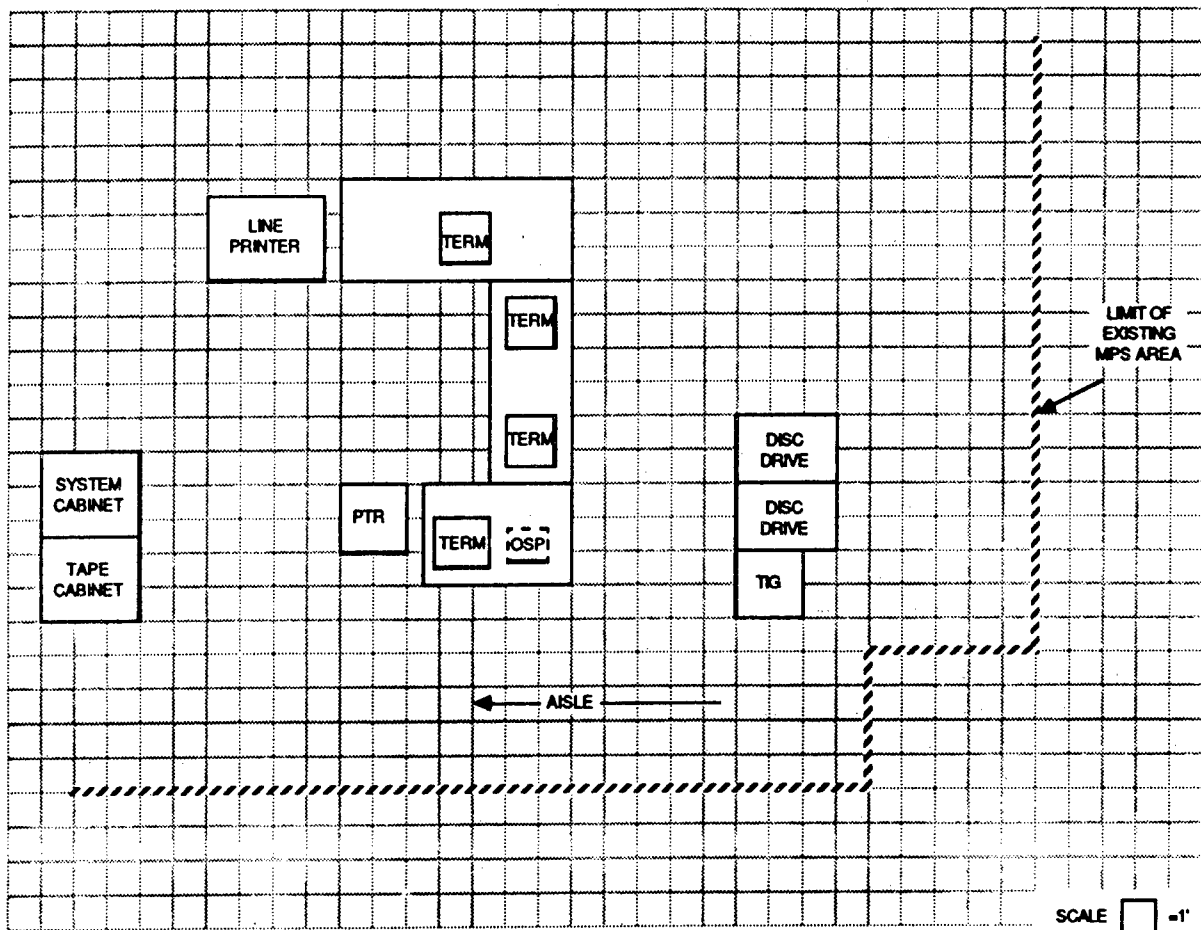 LINE
PRINTER
TERM
TERM
LIMIT OF
EXISTING
MPS AREA
TERM
DISC
DRIVE
SYSTEM
CABINET
PTR
DISC
DRIVE
TERM
OSPI
TAPE
CABINET
TIG
AISLE
SCALE =1'